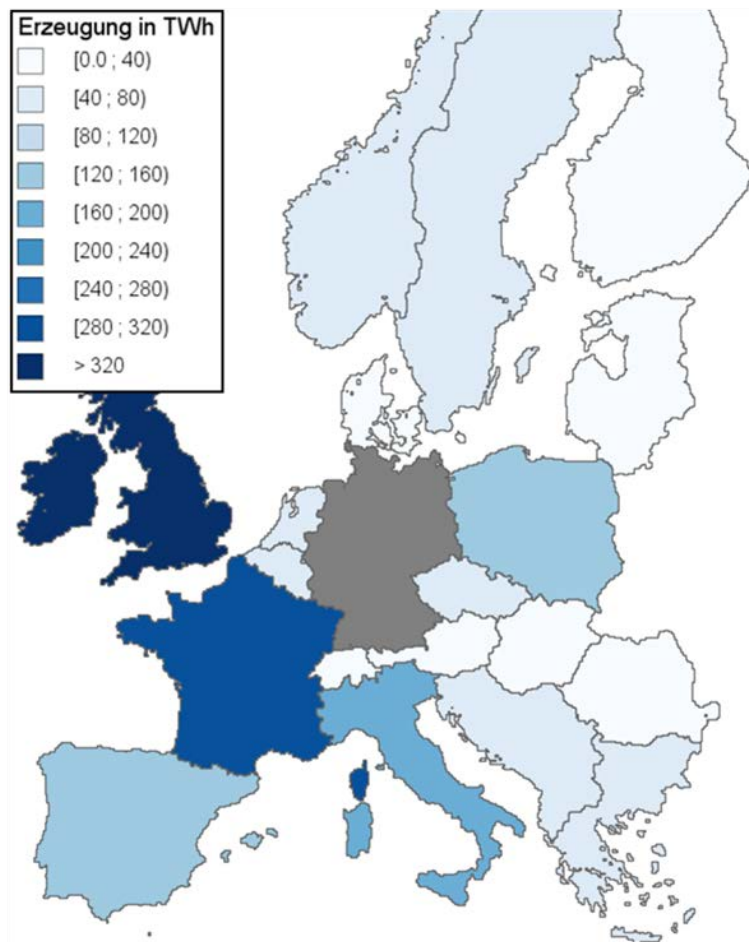 Erzeugung in TWh
[0.0 ; 40)
[40 ; 80)
[80 ; 120)
[120 ; 160)
[160 ; 200)
[200 ; 240)
[240 ; 280)
[280 ; 320)
> 320